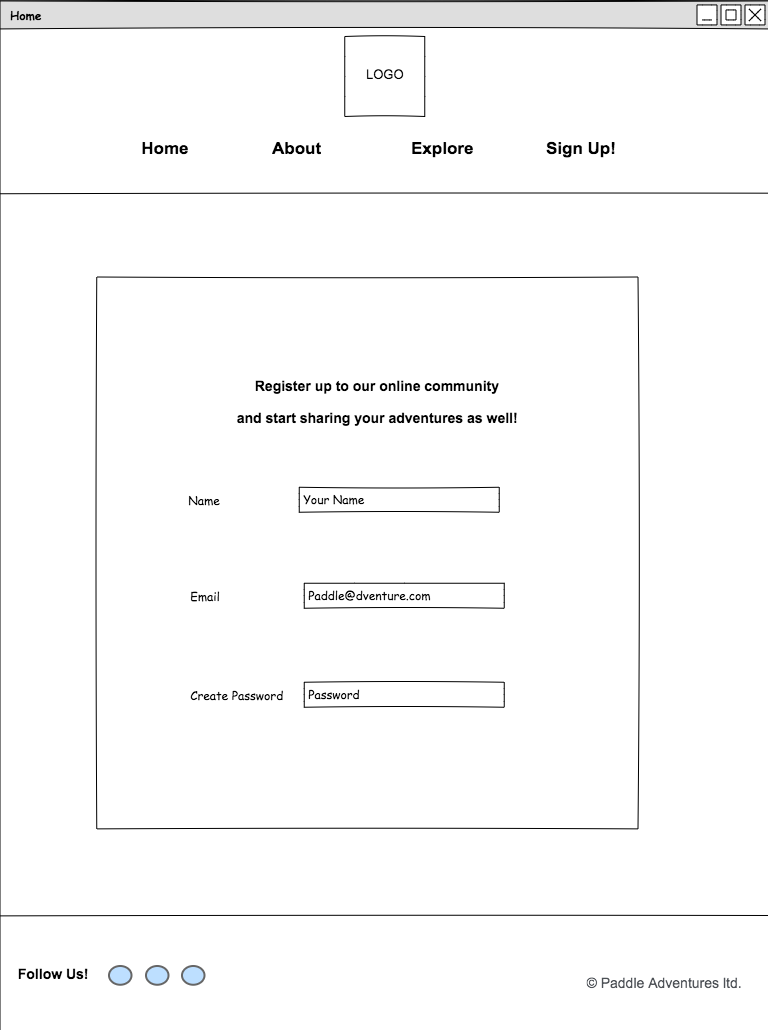 Home
LOGO
Home About Explore Sign Up!
Register up to our online community
and start sharing your adventures as well!
Name Your Name
Email Paddle@dventure.com
Create Password Password
Follow Us!
© Paddle Adventures ltd.